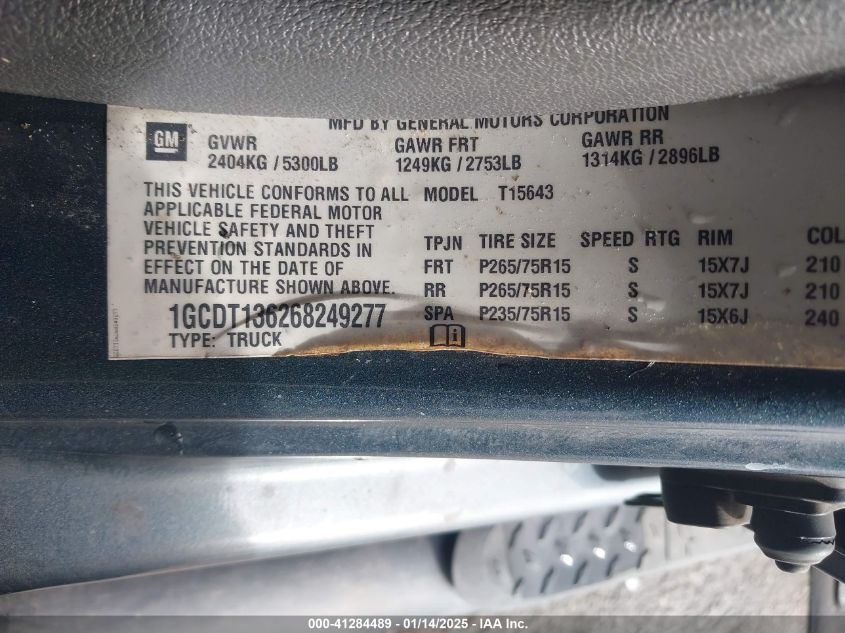 MFD BY GENERAL MOTORS CORPORATION
GM
GVWR GAWR FRT GAWR RR
2404KG / 5300LB 1249KG / 2753LB 1314KG / 2896LB
THIS VEHICLE CONFORMS TO ALL
APPLICABLE FEDERAL MOTOR
VEHICLE SAFETY AND THEFT
PREVENTION STANDARDS IN
EFFECT ON THE DATE OF
MANUFACTURE SHOWN ABOVE.
1GCDT136268249277
TYPE: TRUCK
MODEL T15643
TPJN TIRE SIZE SPEED RTG RIM COL
FRT P265/75R15 S 15X7J 210
RR P265/75R15 S 15X7J 210
SPA P235/75R15 S 15X6J 240
i
000-41284489 - 01/14/2025 - IAA Inc.